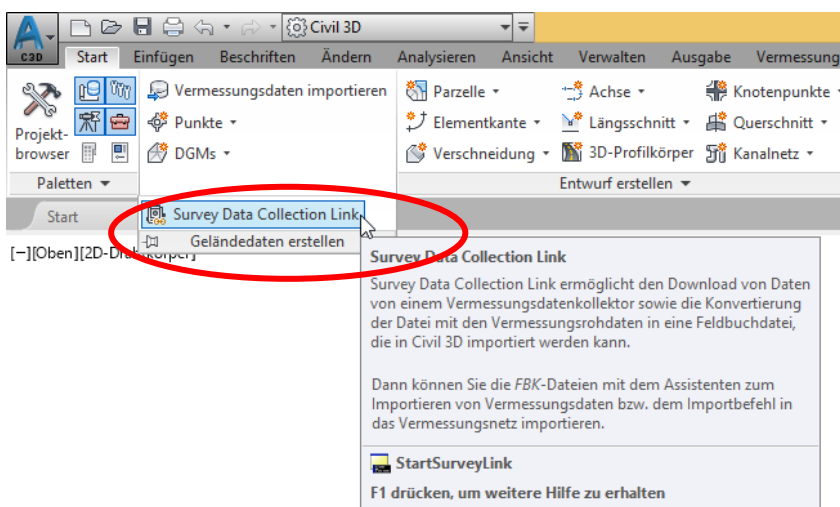 C3D
Civil 3D
Start Einfügen Beschriften Ändern Analysieren Ansicht Verwalten Ausgabe Vermessung
Projekt-
browser
Vermessungsdaten importieren
Punkte
DGMs
Parzelle
Elementkante
Verschneidung
Achse
Längsschnitt
3D-Profilkörper
Knotenpunkte
Querschnitt
Kanalnetz
Paletten
Entwurf erstellen
Start
Survey Data Collection Link
Geländedaten erstellen
[−][Oben][2D-Drahtkörper]
Survey Data Collection Link
Survey Data Collection Link ermöglicht den Download von Daten
von einem Vermessungsdatenkollektor sowie die Konvertierung
der Datei mit den Vermessungsrohdaten in eine Feldbuchdatei,
die in Civil 3D importiert werden kann.
Dann können Sie die FBK-Dateien mit dem Assistenten zum
Importieren von Vermessungsdaten bzw. dem Importbefehl in
das Vermessungsnetz importieren.
StartSurveyLink
F1 drücken, um weitere Hilfe zu erhalten